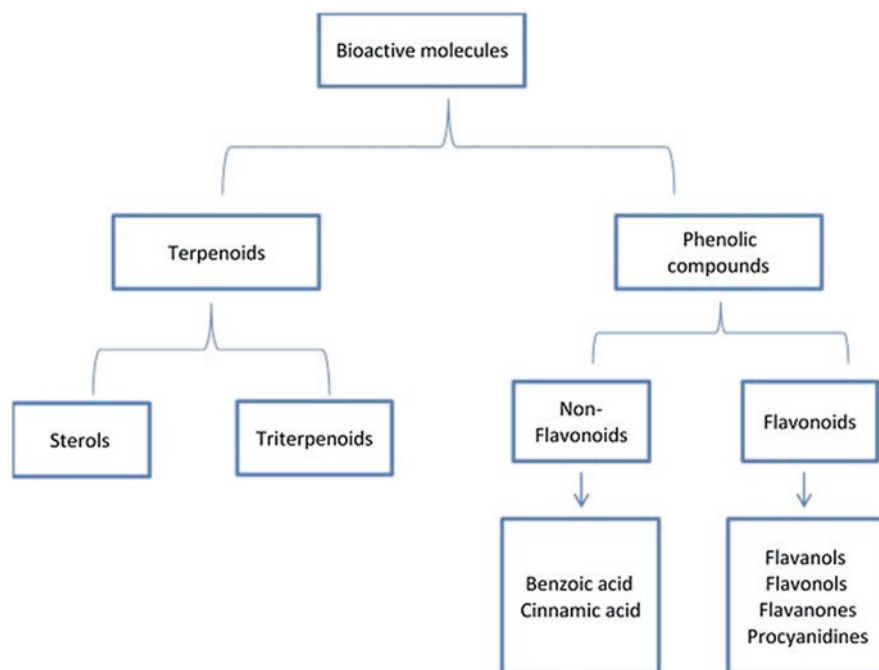 Bioactive molecules
Terpenoids
Phenolic
compounds
Sterols
Triterpenoids
Non-
Flavonoids
Flavonoids
Benzoic acid
Cinnamic acid
Flavanols
Flavonols
Flavanones
Procyanidines